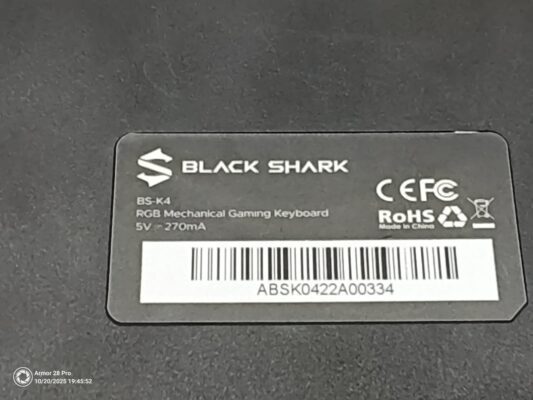 BLACK SHARK
BS-K4
RGB Mechanical Gaming Keyboard
5V ⎓ 270mA
CE FC
RoHS
Made in China
ABSK0422A00334
Armor 28 Pro
10/20/2025 19:45:52